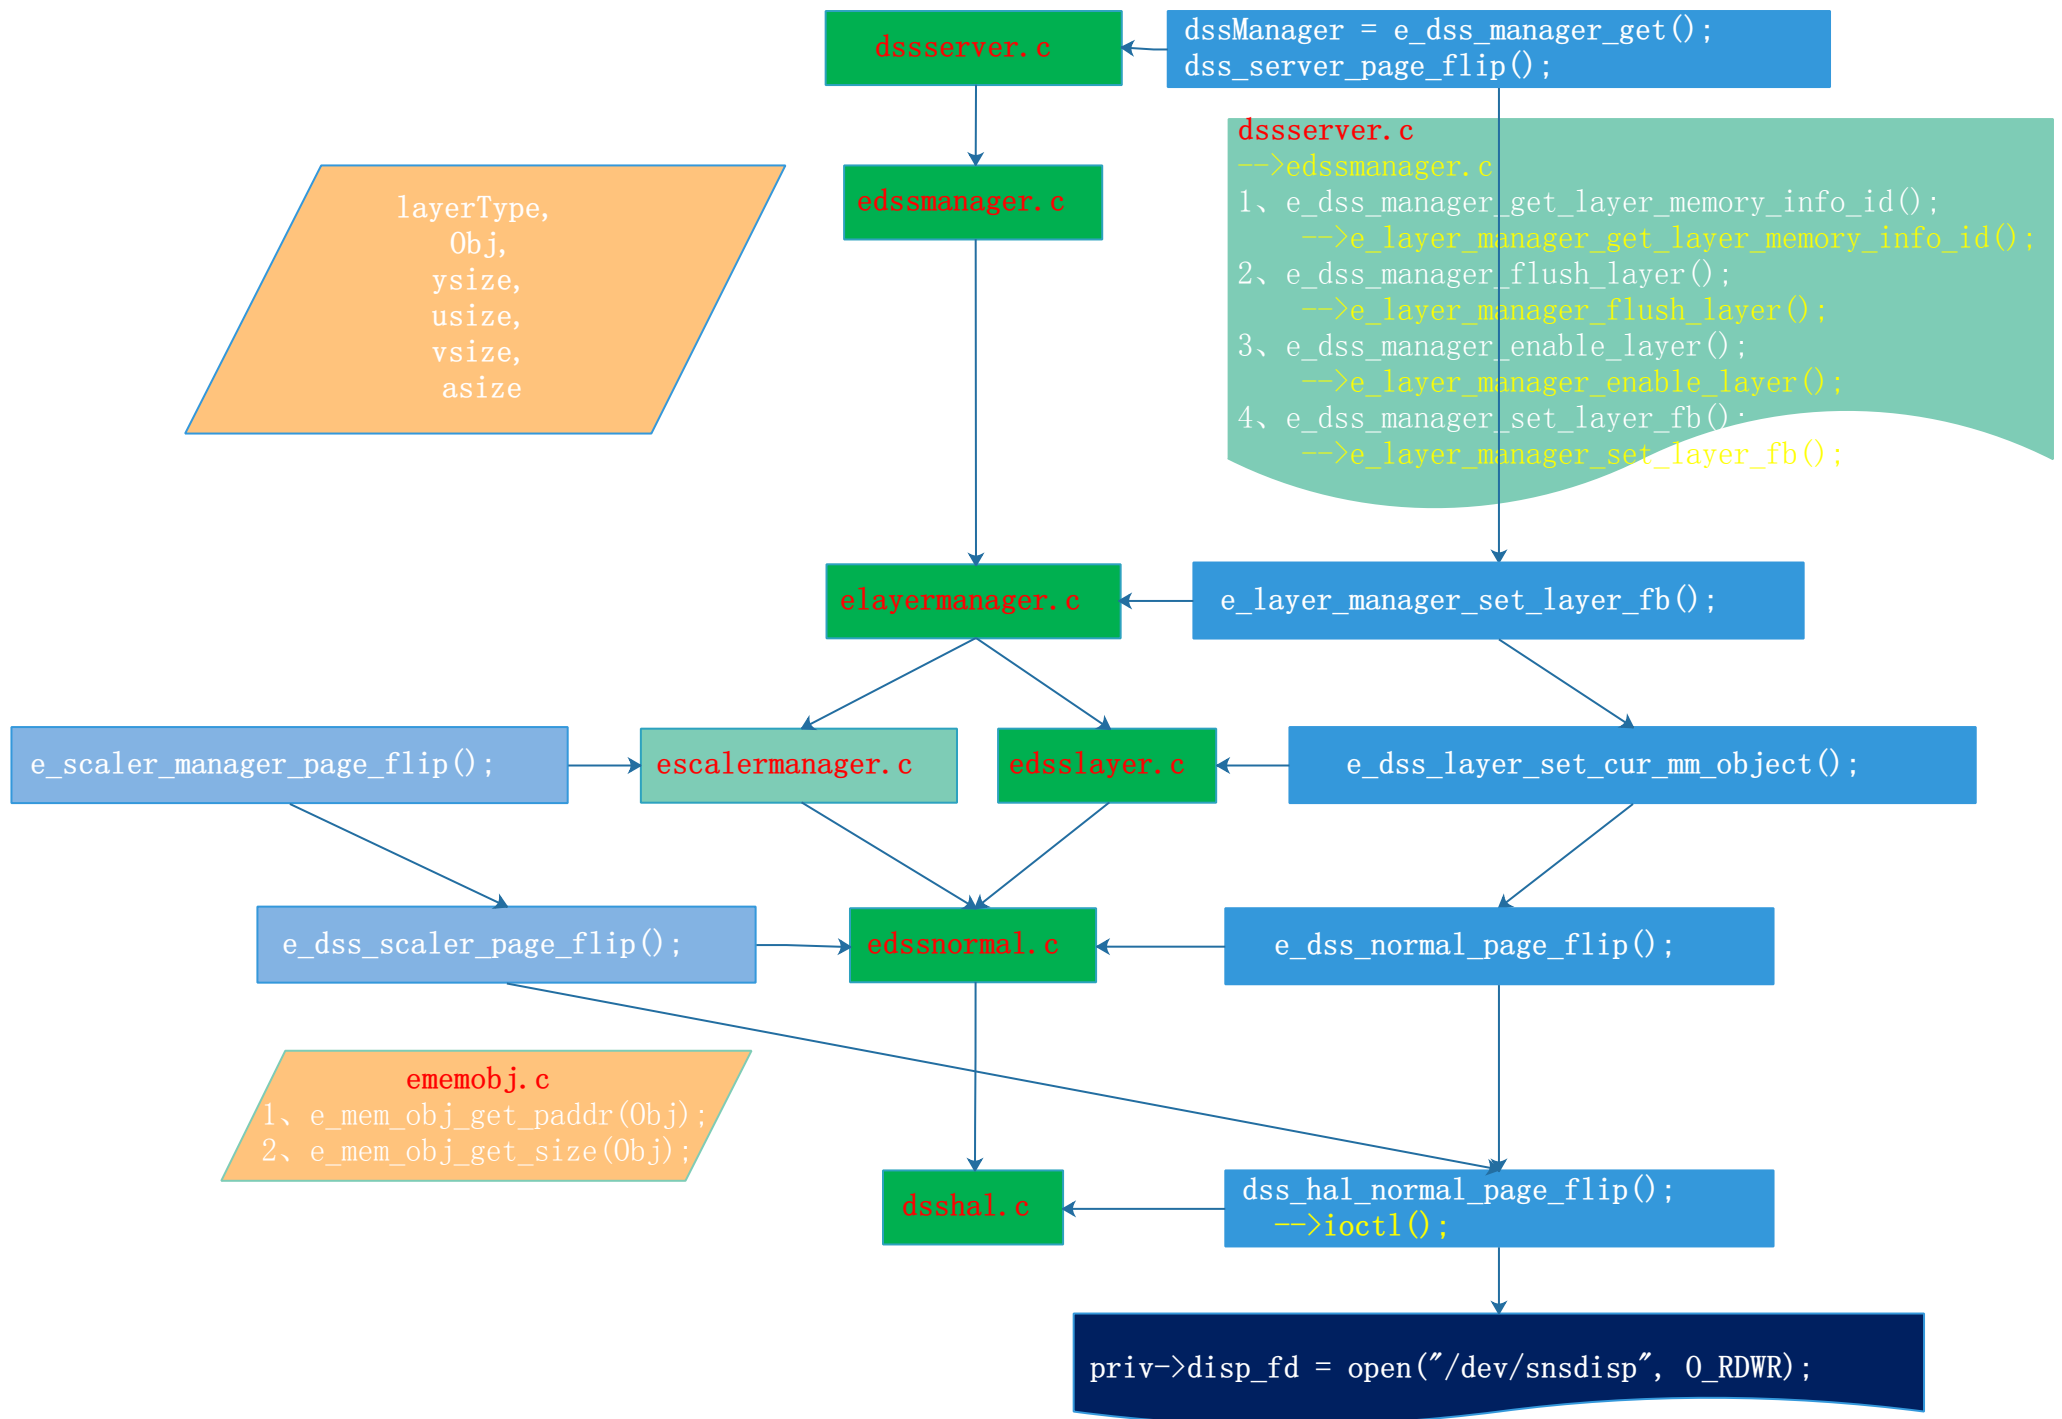 dssserver.c
dssManager = e_dss_manager_get();
dss_server_page_flip();
dssserver.c
-->edssmanager.c
1、e_dss_manager_get_layer_memory_info_id();
-->e_layer_manager_get_layer_memory_info_id();
2、e_dss_manager_flush_layer();
-->e_layer_manager_flush_layer();
3、e_dss_manager_enable_layer();
-->e_layer_manager_enable_layer();
4、e_dss_manager_set_layer_fb();
-->e_layer_manager_set_layer_fb();
edssmanager.c
layerType,
Obj,
ysize,
usize,
vsize,
asize
elayermanager.c
e_layer_manager_set_layer_fb();
e_scaler_manager_page_flip();
escalermanager.c
edsslayer.c
e_dss_layer_set_cur_mm_object();
e_dss_scaler_page_flip();
edssnormal.c
e_dss_normal_page_flip();
ememobj.c
1、e_mem_obj_get_paddr(Obj);
2、e_mem_obj_get_size(Obj);
dsshal.c
dss_hal_normal_page_flip();
-->ioctl();
priv->disp_fd = open("/dev/snsdisp", O_RDWR);